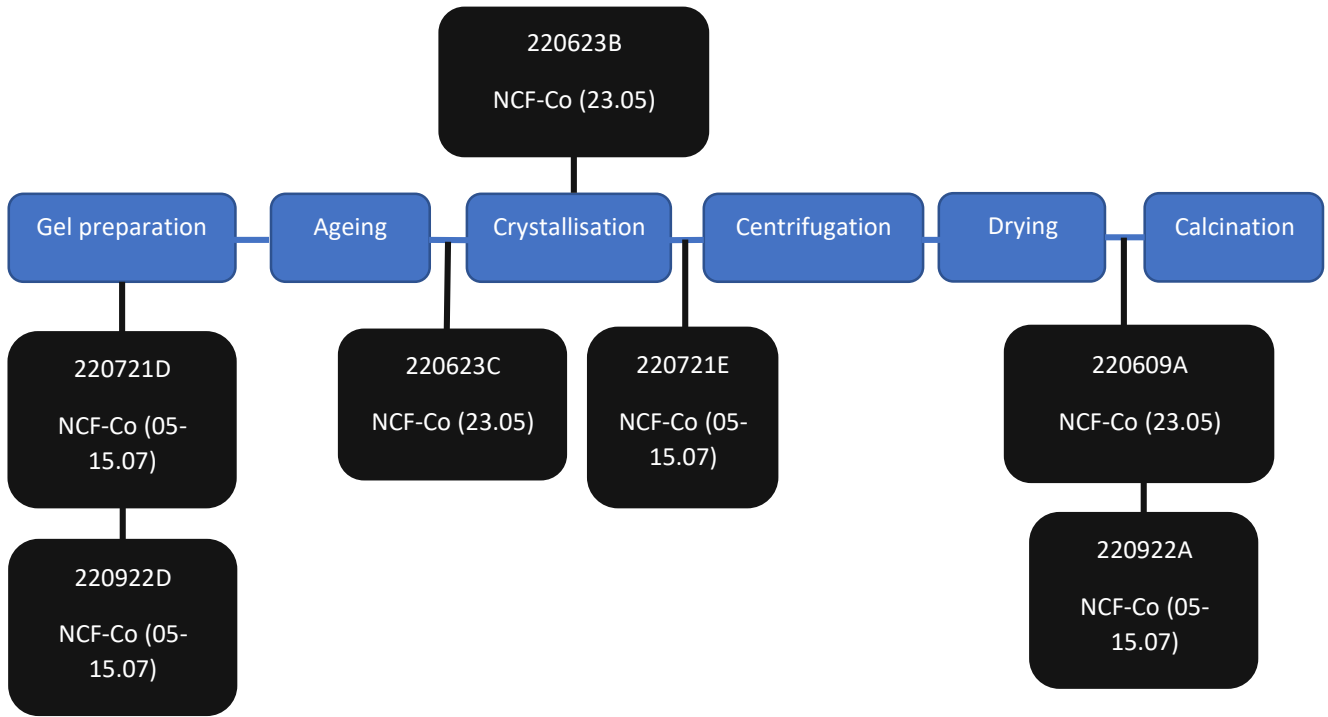 220623B
NCF-Co (23.05)
Gel preparation
Ageing
Crystallisation
Centrifugation
Drying
Calcination
220721D
NCF-Co (05-
15.07)
220623C
NCF-Co (23.05)
220721E
NCF-Co (05-
15.07)
220609A
NCF-Co (23.05)
220922D
NCF-Co (05-
15.07)
220922A
NCF-Co (05-
15.07)